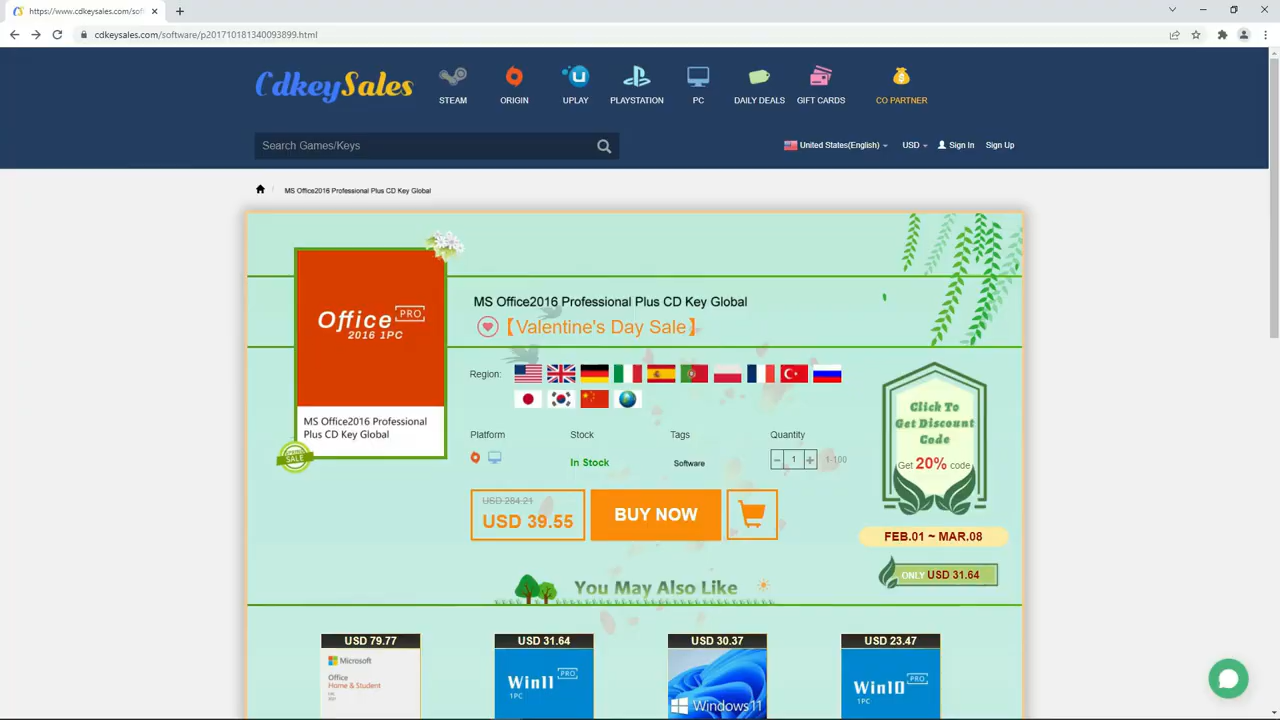 https://www.cdkeysales.com/sof
cdkeysales.com/software/p201710181340093899.html
CdkeySales
STEAM
ORIGIN
UPLAY
PLAYSTATION
PC
DAILY DEALS
GIFT CARDS
CO PARTNER
Search Games/Keys
United States(English)
USD
Sign In
Sign Up
MS Office2016 Professional Plus CD Key Global
Office PRO
2016 1PC
MS Office2016 Professional
Plus CD Key Global
SALE
MS Office2016 Professional Plus CD Key Global
【Valentine's Day Sale】
Region:
Platform
Stock
Tags
Quantity
In Stock
Software
- 1 +
1-100
USD 284.21
USD 39.55
BUY NOW
Click To
Get Discount
Code
Get 20% code
FEB.01 ~ MAR.08
ONLY USD 31.64
You May Also Like
USD 79.77
USD 31.64
USD 30.37
USD 23.47
Microsoft
Office
Home & Student
Win11 PRO
1PC
Windows11
Win10 PRO
1PC